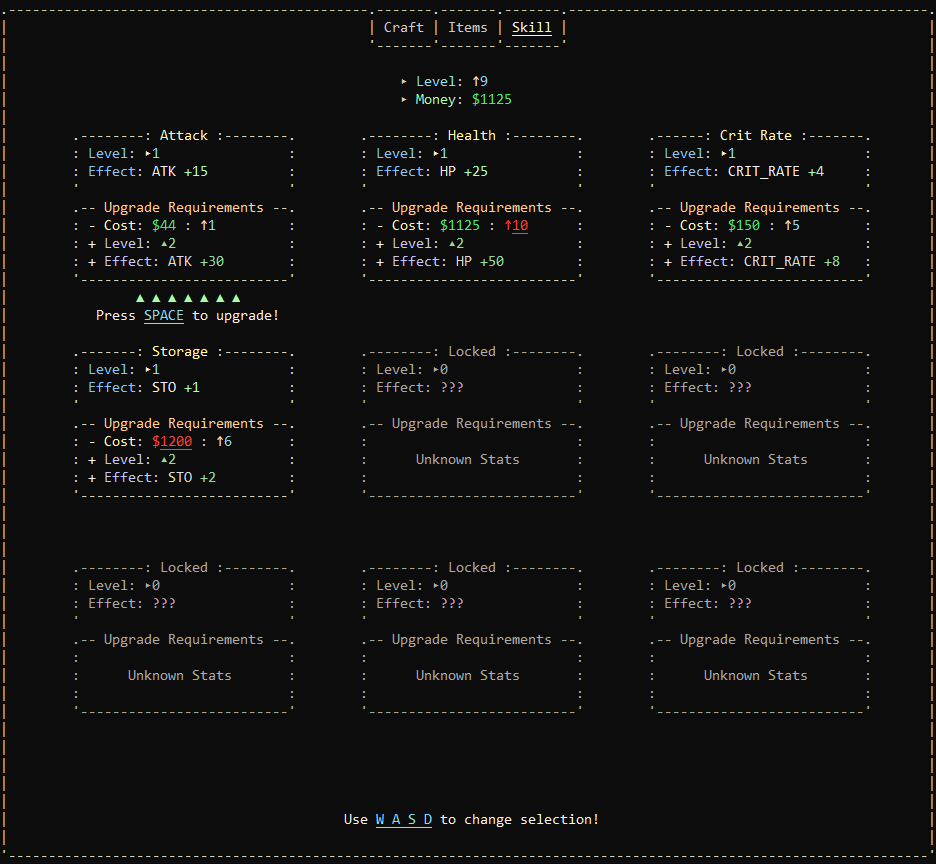 | Craft | Items | Skill |
▸ Level: ↑9
▸ Money: $1125
.--------: Attack :--------. .--------: Health :--------. .------: Crit Rate :-------.
: Level: ▸1 : : Level: ▸1 : : Level: ▸1 :
: Effect: ATK +15 : : Effect: HP +25 : : Effect: CRIT_RATE +4 :
.-- Upgrade Requirements --. .-- Upgrade Requirements --. .-- Upgrade Requirements --.
: - Cost: $44 : ↑1 : : - Cost: $1125 : ↑10 : : - Cost: $150 : ↑5 :
: + Level: ▴2 : : + Level: ▴2 : : + Level: ▴2 :
: + Effect: ATK +30 : : + Effect: HP +50 : : + Effect: CRIT_RATE +8 :
▲ ▲ ▲ ▲ ▲ ▲ ▲
Press SPACE to upgrade!
.-------: Storage :--------. .--------: Locked :--------. .--------: Locked :--------.
: Level: ▸1 : : Level: ▸0 : : Level: ▸0 :
: Effect: STO +1 : : Effect: ??? : : Effect: ??? :
.-- Upgrade Requirements --. .-- Upgrade Requirements --. .-- Upgrade Requirements --.
: - Cost: $1200 : ↑6 : : : : :
: + Level: ▴2 : : Unknown Stats : : Unknown Stats :
: + Effect: STO +2 : : : : :
.--------: Locked :--------. .--------: Locked :--------. .--------: Locked :--------.
: Level: ▸0 : : Level: ▸0 : : Level: ▸0 :
: Effect: ??? : : Effect: ??? : : Effect: ??? :
.-- Upgrade Requirements --. .-- Upgrade Requirements --. .-- Upgrade Requirements --.
: Unknown Stats : : Unknown Stats : : Unknown Stats :
Use W A S D to change selection!